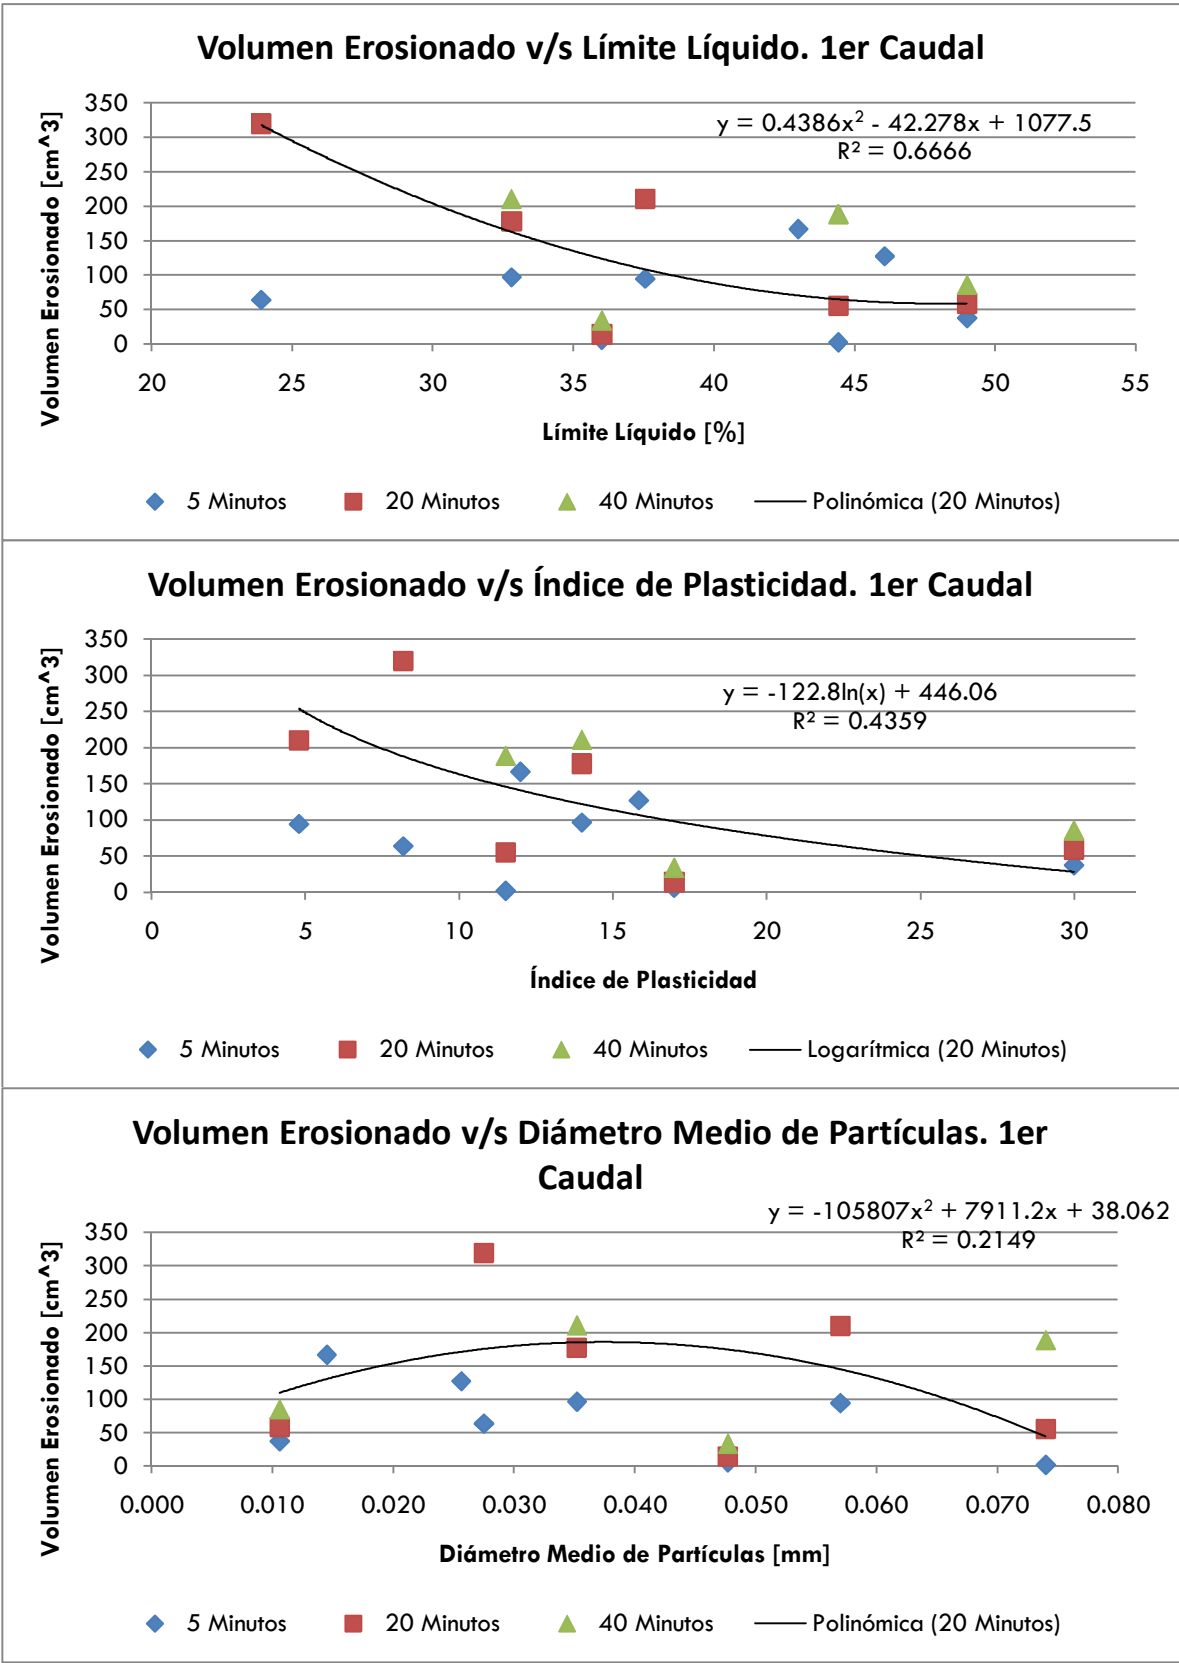 Volumen Erosionado v/s Límite Líquido. 1er Caudal
Volumen Erosionado [cm^3]
350
300
250
200
150
100
50
0
y = 0.4386x² - 42.278x + 1077.5
R² = 0.6666
20 25 30 35 40 45 50 55
Límite Líquido [%]
5 Minutos 20 Minutos 40 Minutos Polinómica (20 Minutos)
Volumen Erosionado v/s Índice de Plasticidad. 1er Caudal
Volumen Erosionado [cm^3]
350
300
250
200
150
100
50
0
y = -122.8ln(x) + 446.06
R² = 0.4359
0 5 10 15 20 25 30
Índice de Plasticidad
5 Minutos 20 Minutos 40 Minutos Logarítmica (20 Minutos)
Volumen Erosionado v/s Diámetro Medio de Partículas. 1er
Caudal
Volumen Erosionado [cm^3]
y = -105807x² + 7911.2x + 38.062
R² = 0.2149
350
300
250
200
150
100
50
0
0.000 0.010 0.020 0.030 0.040 0.050 0.060 0.070 0.080
Diámetro Medio de Partículas [mm]
5 Minutos 20 Minutos 40 Minutos Polinómica (20 Minutos)